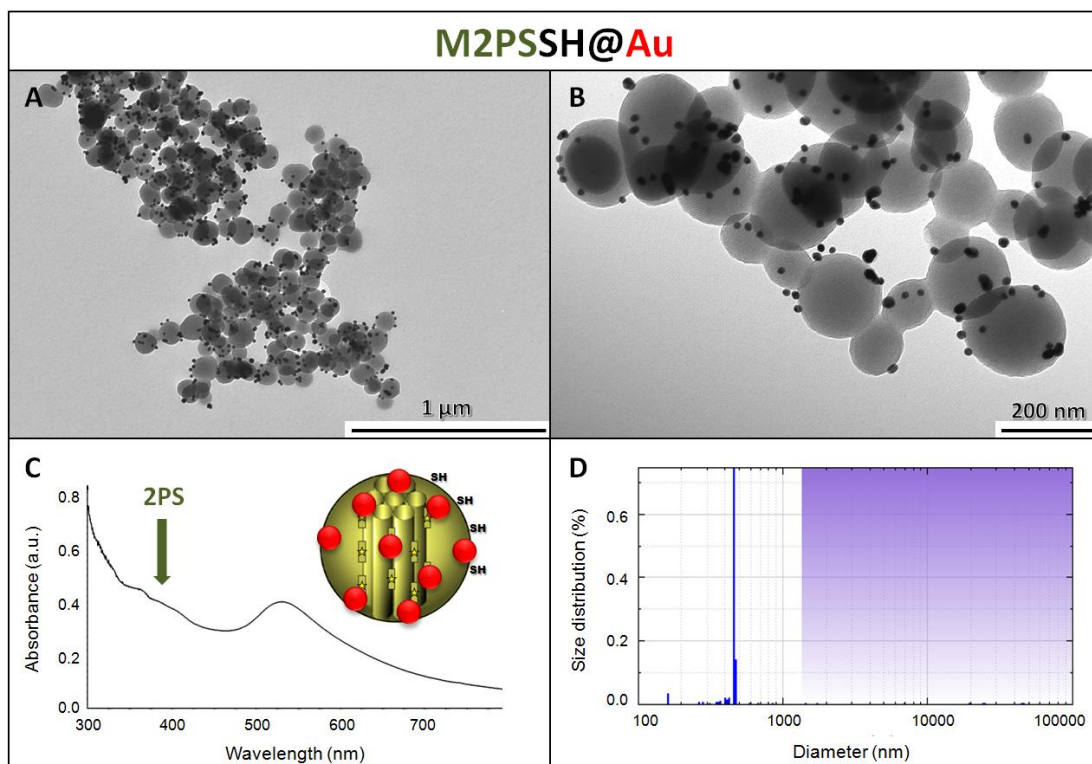 M2PSSH@Au
A
1 µm
B
200 nm
C
2PS
SH
SH
SH
SH
Absorbance (a.u.)
0.8
0.6
0.4
0.2
0.0
300 400 500 600 700
Wavelength (nm)
D
Size distribution (%)
0.6
0.4
0.2
0.0
100 1000 10000 100000
Diameter (nm)